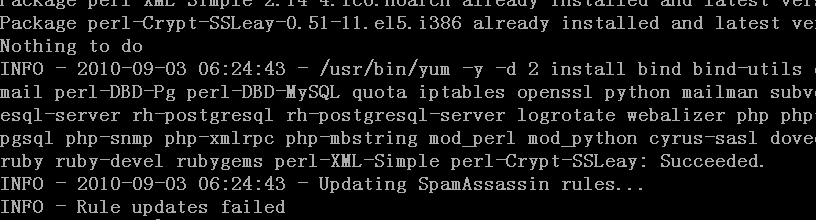 Package perl-XML-Simple-2.14-4.fc6.noarch already installed and latest ver
Package perl-Crypt-SSLeay-0.51-11.el5.i386 already installed and latest ver
Nothing to do
INFO - 2010-09-03 06:24:43 - /usr/bin/yum -y -d 2 install bind bind-utils
mail perl-DBD-Pg perl-DBD-MySQL quota iptables openssl python mailman subv
esql-server rh-postgresql rh-postgresql-server logrotate webalizer php php
pgsql php-snmp php-xmlrpc php-mbstring mod_perl mod_python cyrus-sasl dove
ruby ruby-devel rubygems perl-XML-Simple perl-Crypt-SSLeay: Succeeded.
INFO - 2010-09-03 06:24:43 - Updating SpamAssassin rules...
INFO - Rule updates failed